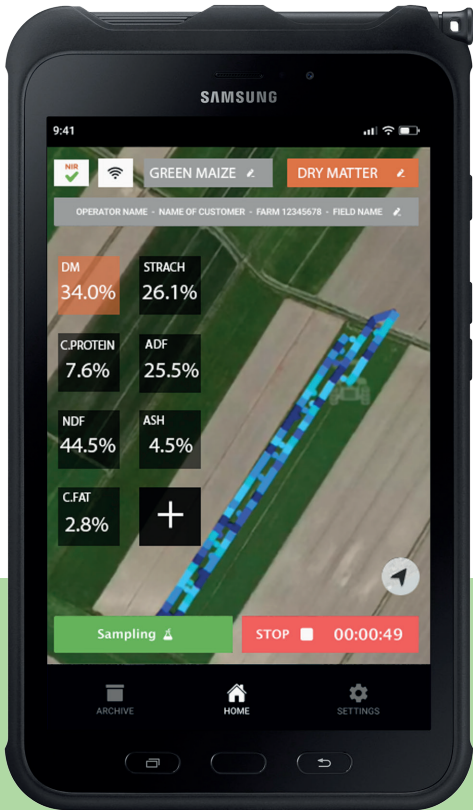 SAMSUNG
9:41
NIR
GREEN MAIZE
DRY MATTER
OPERATOR NAME - NAME OF CUSTOMER - FARM 12345678 - FIELD NAME
DM
34.0%
STRACH
26.1%
C.PROTEIN
7.6%
ADF
25.5%
NDF
44.5%
ASH
4.5%
C.FAT
2.8%
+
Sampling
STOP
00:00:49
ARCHIVE
HOME
SETTINGS